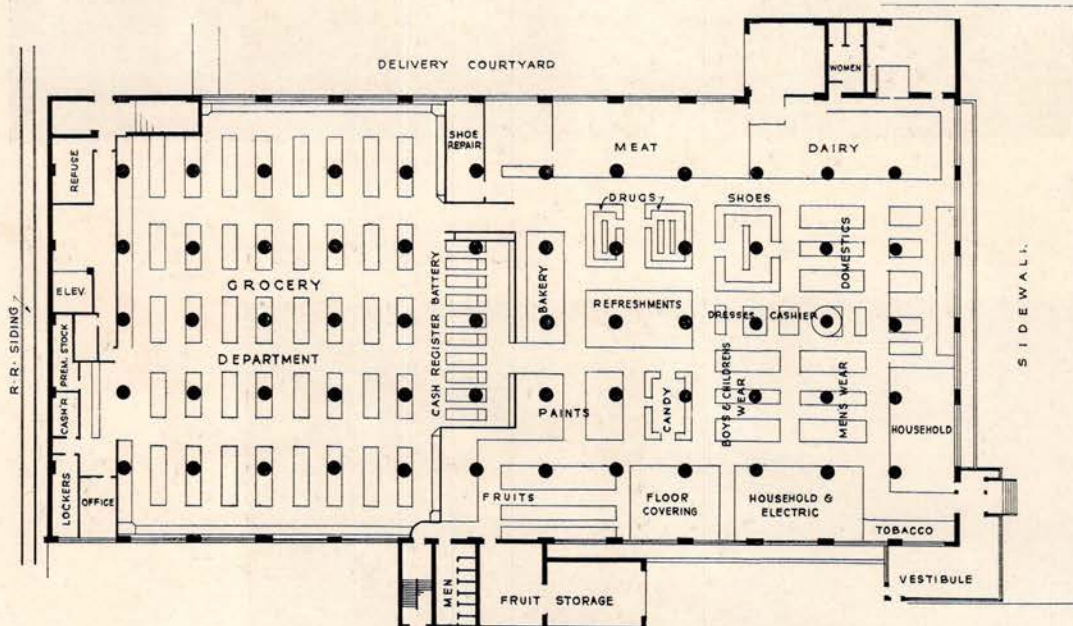 DELIVERY COURTYARD
WOMEN
SHOE
REPAIR
MEAT
DAIRY
REFUSE
DRUGS
SHOES
DOMESTICS
ELEV.
GROCERY
CASH REGISTER BATTERY
BAKERY
REFRESHMENTS
DRESSES
CASHIER
R.R. SIDING
PREM. STOCK
DEPARTMENT
SIDEWALK
CASH'R
PAINTS
CANDY
BOYS & CHILDRENS
WEAR
MENS WEAR
HOUSEHOLD
LOCKERS
OFFICE
FRUITS
FLOOR
COVERING
HOUSEHOLD &
ELECTRIC
TOBACCO
MEN
FRUIT STORAGE
VESTIBULE